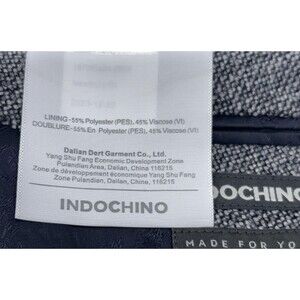 LINING - 55% Polyester (PES), 45% Viscose (VI)
DOUBLURE - 55% En Polyester (PES), 45% Viscose (VI)
Dalian Dert Garment Co., Ltd.
Yang Shu Fang Economic Development Zone
Pulandian Area, Dalian, China 116215
Zone de développement économique Yang Shu Fang
Zone Pulandian, Dalian, Chine, 116215
INDOCHINO
DOCHINO
MADE FOR YO